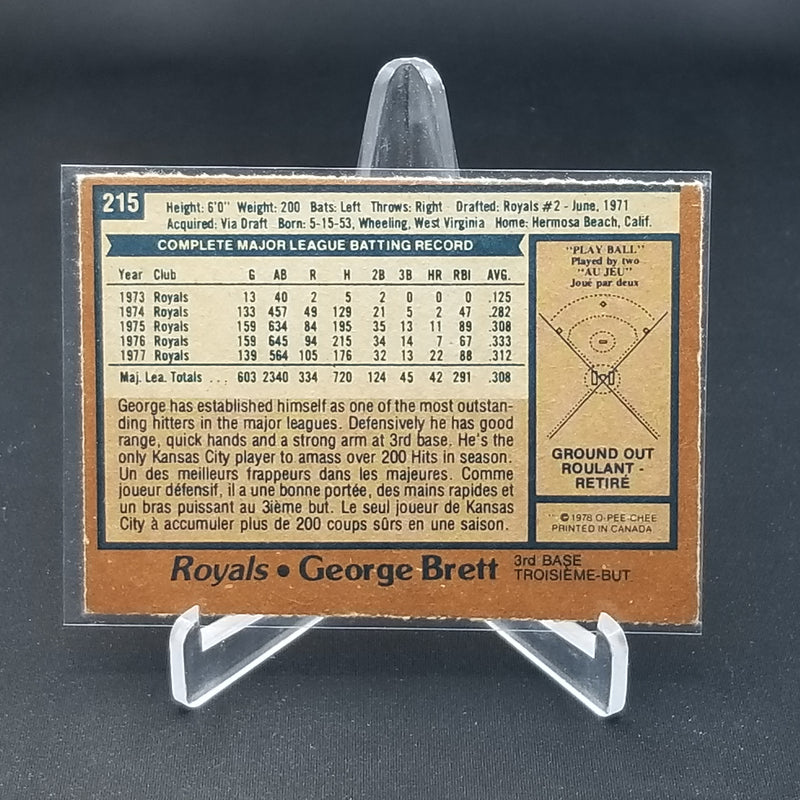 215
Height: 6'0" Weight: 200 Bats: Left Throws: Right Drafted: Royals #2 - June, 1971
Acquired: Via Draft Born: 5-15-53, Wheeling, West Virginia Home: Hermosa Beach, Calif.
COMPLETE MAJOR LEAGUE BATTING RECORD
Year Club G AB R H 2B 3B HR RBI AVG.
1973 Royals 13 40 2 5 2 0 0 0 .125
1974 Royals 133 457 49 129 21 5 2 47 .282
1975 Royals 159 634 84 195 35 13 11 89 .308
1976 Royals 159 645 94 215 34 14 7 67 .333
1977 Royals 139 564 105 176 32 13 22 88 .312
Maj. Lea. Totals ... 603 2340 334 720 124 45 42 291 .308
George has established himself as one of the most outstan-
ding hitters in the major leagues. Defensively he has good
range, quick hands and a strong arm at 3rd base. He's the
only Kansas City player to amass over 200 Hits in season.
Un des meilleurs frappeurs dans les majeures. Comme
joueur défensif, il a une bonne portée, des mains rapides et
un bras puissant au 3ième but. Le seul joueur de Kansas
City à accumuler plus de 200 coups sûrs en une saison.
"PLAY BALL"
Played by two
"AU JEU"
Joué par deux
GROUND OUT
ROULANT -
RETIRÉ
© 1978 O-PEE-CHEE
PRINTED IN CANADA
Royals • George Brett
3rd BASE
TROISIÈME-BUT